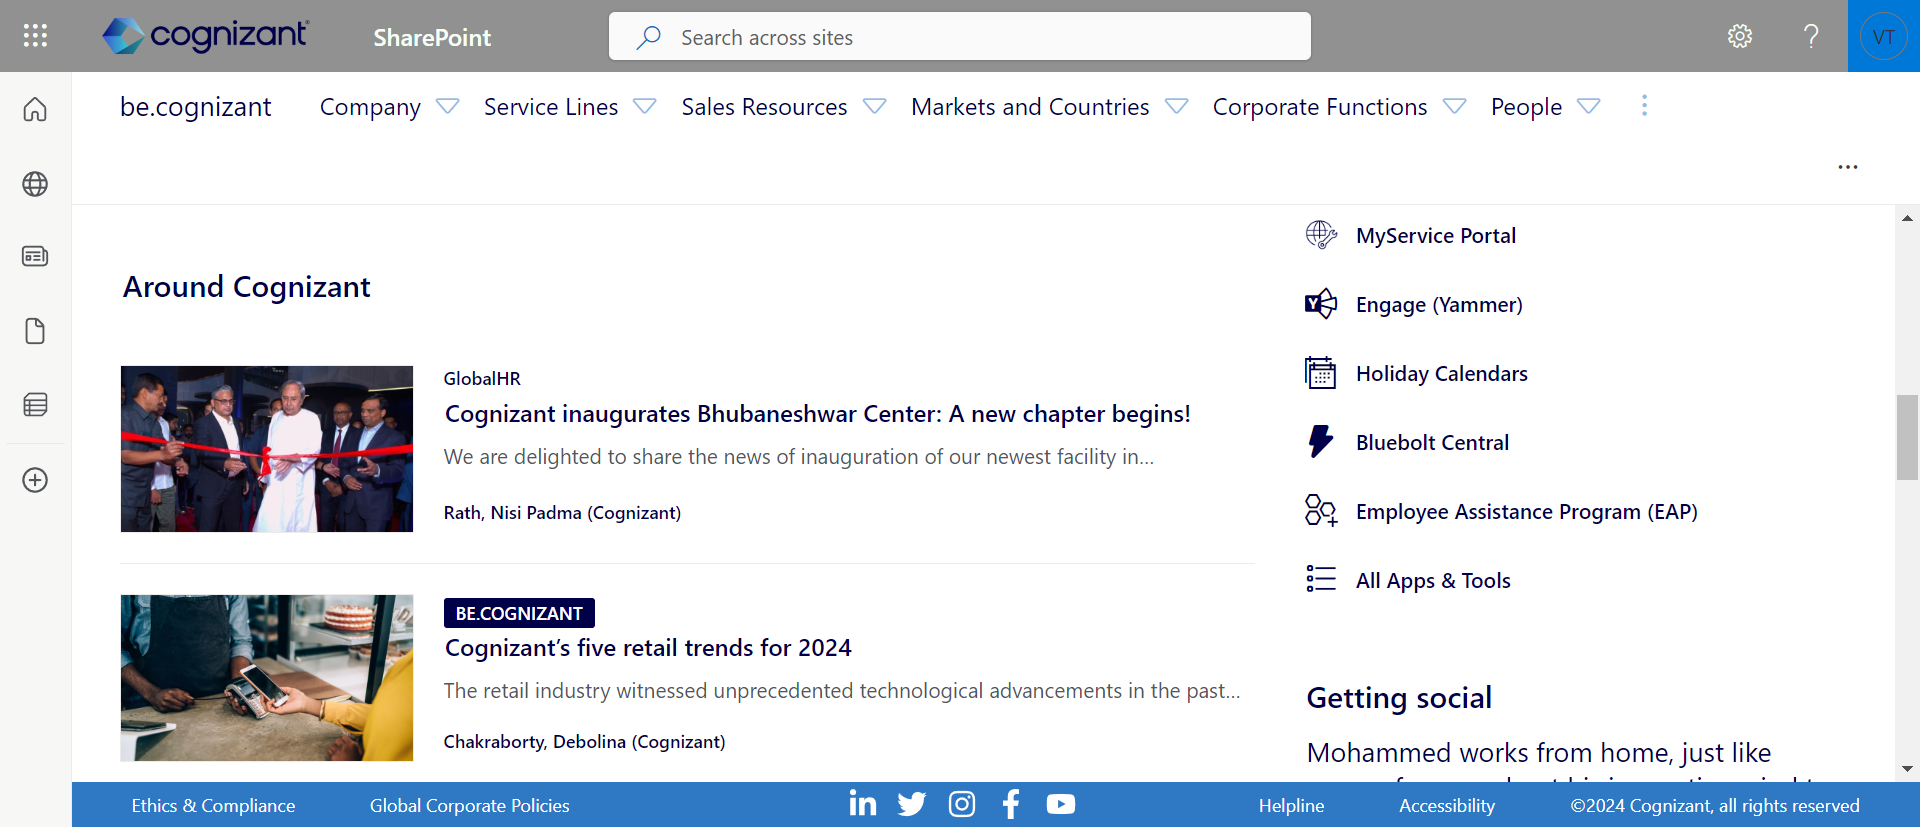 cognizant
SharePoint
Search across sites
VT
be.cognizant
Company
Service Lines
Sales Resources
Markets and Countries
Corporate Functions
People
MyService Portal
Engage (Yammer)
Holiday Calendars
Bluebolt Central
Employee Assistance Program (EAP)
All Apps & Tools
Around Cognizant
GlobalHR
Cognizant inaugurates Bhubaneshwar Center: A new chapter begins!
We are delighted to share the news of inauguration of our newest facility in...
Rath, Nisi Padma (Cognizant)
BE.COGNIZANT
Cognizant’s five retail trends for 2024
The retail industry witnessed unprecedented technological advancements in the past...
Chakraborty, Debolina (Cognizant)
Getting social
Mohammed works from home, just like
Ethics & Compliance
Global Corporate Policies
Helpline
Accessibility
©2024 Cognizant, all rights reserved